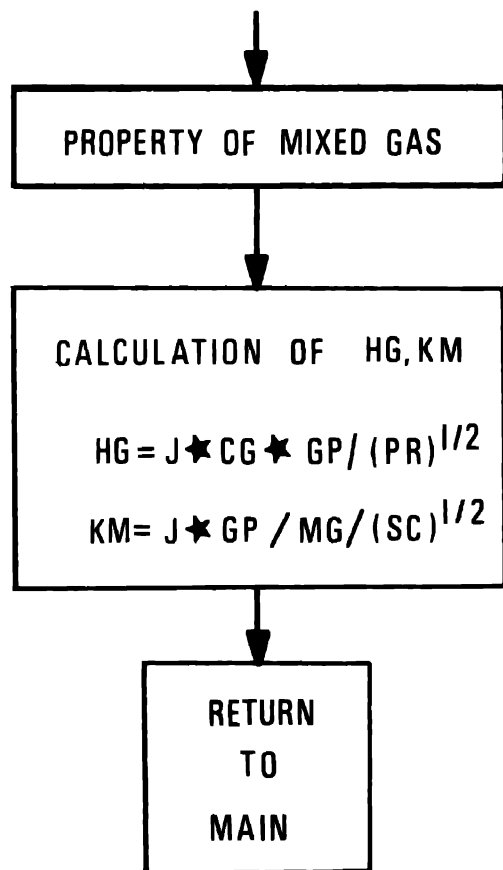 PROPERTY OF MIXED GAS
CALCULATION OF HG, KM
HG = J★CG★ GP/(PR)^1/2
KM= J★GP/MG/(SC)^1/2
RETURN
TO
MAIN